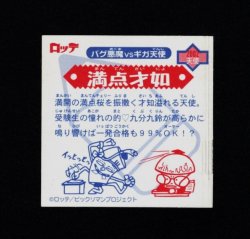 ロッテ
バグ悪魔VSギガ天使
天使
満点才如
満開の満点桜を振撒く才知溢れる天使。
受験生の憧れの的♡九分九鈴が高らかに
鳴り響けば一発合格も99%OK!?
©ロッテ/ビックリマンプロジェクト